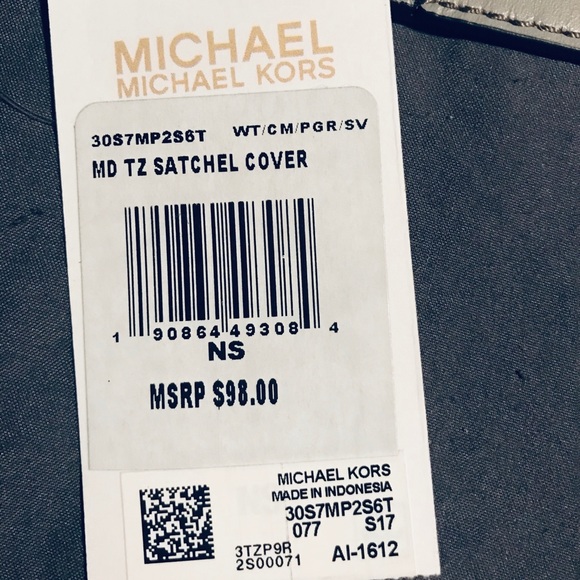 MICHAEL
MICHAEL KORS
30S7MP2S6T WT/CM/PGR/SV
MD TZ SATCHEL COVER
1 90864 49308 4
NS
MSRP $98.00
MICHAEL KORS
MADE IN INDONESIA
30S7MP2S6T
077 S17
3TZP9R
2S00071 AI-1612